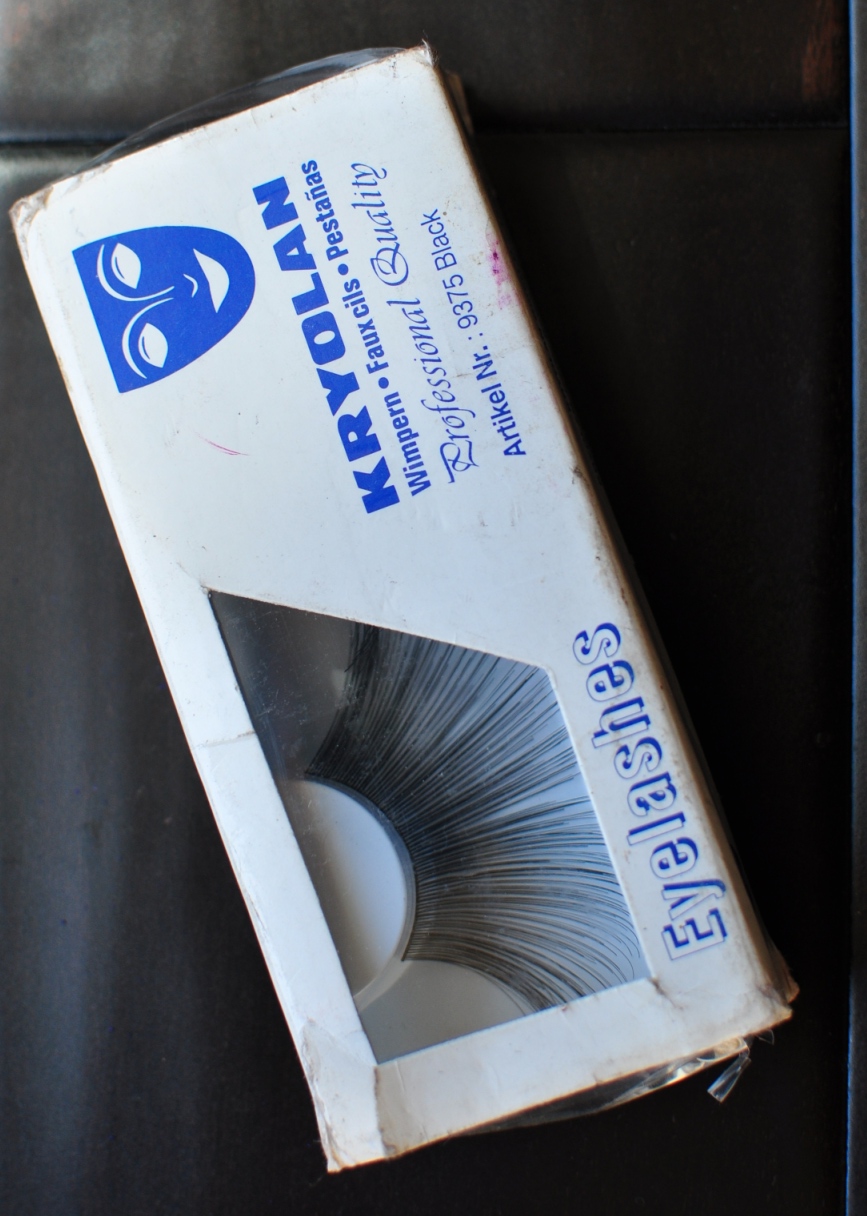 KRYOLAN
Wimpern • Faux cils • Pestañas
Professional Quality
Artikel Nr.: 9375 Black
Eyelashes